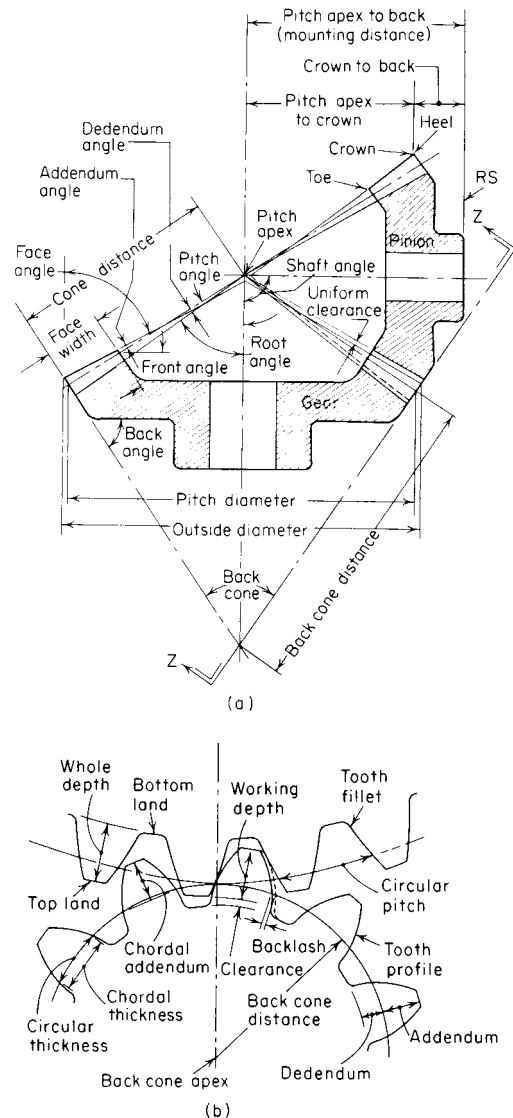 Pitch apex to back
(mounting distance)
Crown to back
Pitch apex
to crown
Heel
Crown
Dedendum
angle
Addendum
angle
Toe
RS
Z
Pitch
apex
Pinion
Face
angle
Cone distance
Pitch
angle
Shaft angle
Uniform
clearance
Face
width
Root
angle
Front angle
Gear
Back
angle
Pitch diameter
Outside diameter
Back
cone
Back cone distance
Z
(a)
Whole
depth
Bottom
land
Working
depth
Tooth
fillet
Top land
Circular
pitch
Chordal
addendum
Backlash
Clearance
Tooth
profile
Chordal
thickness
Circular
thickness
Back cone
distance
Addendum
Dedendum
Back cone apex
(b)